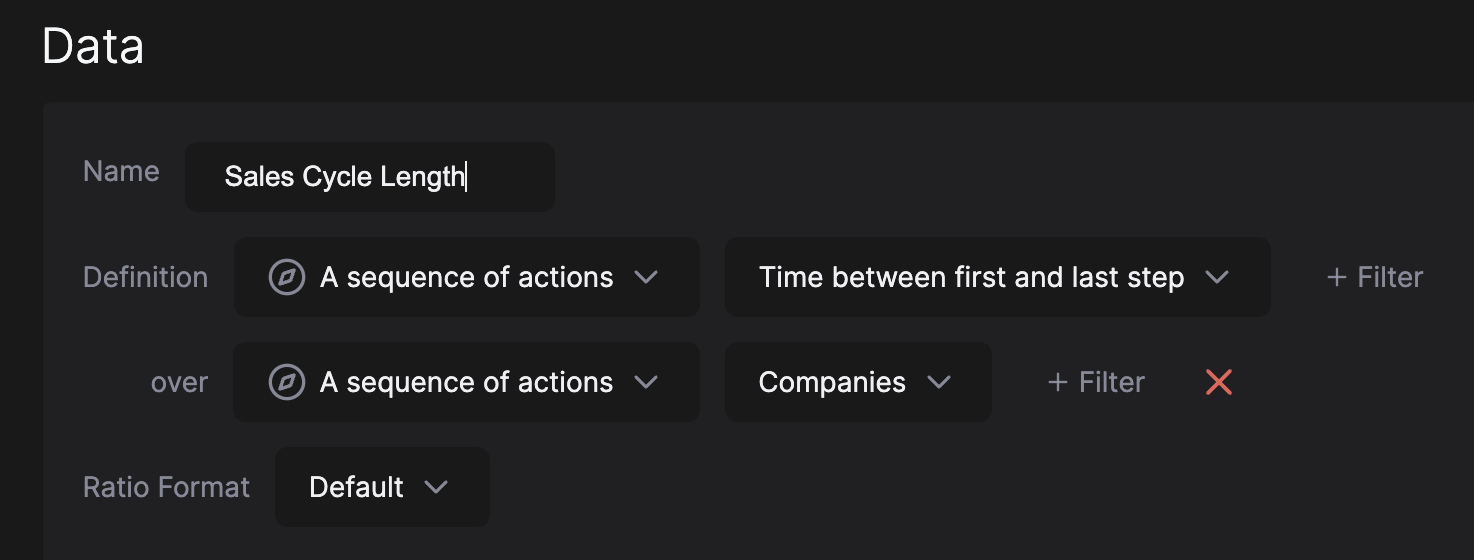 Data
Name Sales Cycle Length
Definition A sequence of actions Time between first and last step + Filter
over A sequence of actions Companies + Filter
Ratio Format Default